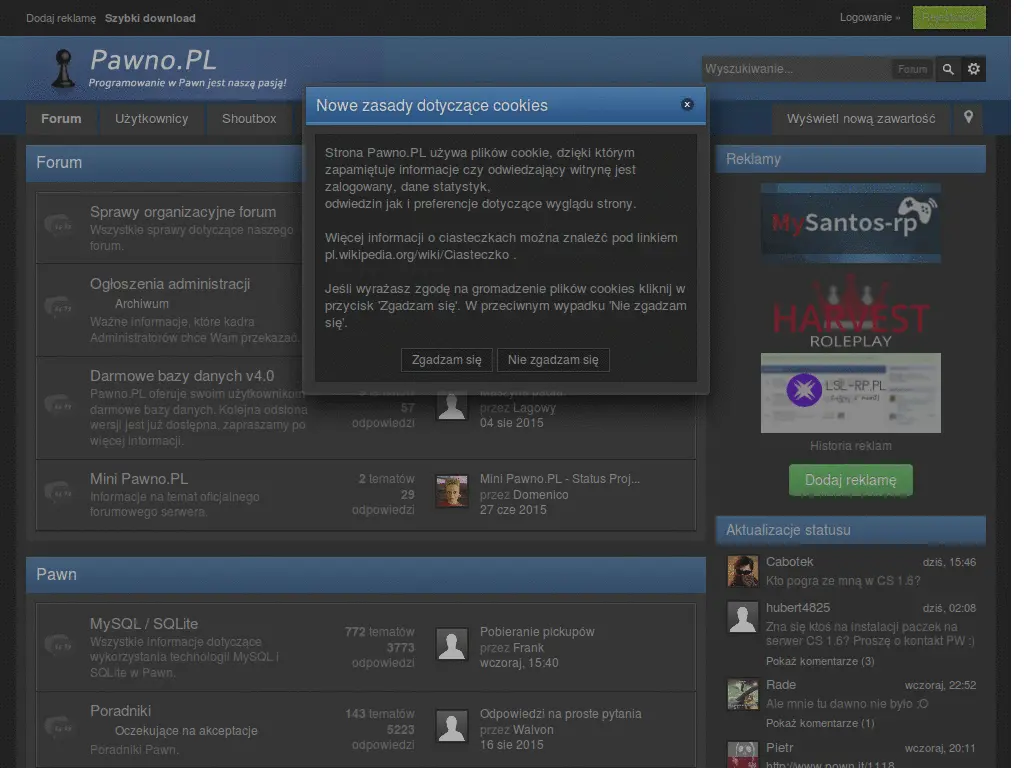 Dodaj reklamę Szybki download
Logowanie »
Rejestracja
Pawno.PL
Programowanie w Pawn jest naszą pasją!
Wyszukiwanie... Forum
Forum Użytkownicy Shoutbox
Wyświetl nową zawartość
Nowe zasady dotyczące cookies
Strona Pawno.PL używa plików cookie, dzięki którym
zapamiętuje informacje czy odwiedzający witrynę jest
zalogowany, dane statystyk,
odwiedzin jak i preferencje dotyczące wyglądu strony.
Więcej informacji o ciasteczkach można znaleźć pod linkiem
pl.wikipedia.org/wiki/Ciasteczko .
Jeśli wyrażasz zgodę na gromadzenie plików cookies kliknij w
przycisk 'Zgadzam się'. W przeciwnym wypadku 'Nie zgadzam
się'.
Zgadzam się Nie zgadzam się
Forum
Sprawy organizacyjne forum
Wszystkie sprawy dotyczące naszego
forum.
Ogłoszenia administracji
Archiwum
Ważne informacje, które kadra
Administratorów chce Wam przekazać.
Darmowe bazy danych v4.0
Pawno.PL oferuje swoim użytkownikom
darmowe bazy danych. Kolejna odsłona
wersji jest już dostępna, zapraszamy po
więcej informacji.
57
odpowiedzi
przez Lagowy
04 sie 2015
Mini Pawno.PL
Informacje na temat oficjalnego
forumowego serwera.
2 tematów
29
odpowiedzi
Mini Pawno.PL - Status Proj...
przez Domenico
27 cze 2015
Pawn
MySQL / SQLite
Wszystkie informacje dotyczące
wykorzystania technologii MySQL i
SQLite w Pawn.
772 tematów
3773
odpowiedzi
Pobieranie pickupów
przez Frank
wczoraj, 15:40
Poradniki
Oczekujące na akceptacje
Poradniki Pawn.
143 tematów
5223
odpowiedzi
Odpowiedzi na proste pytania
przez Walvon
16 sie 2015
Reklamy
MySantos-rp
HARVEST
ROLEPLAY
LSL-RP.PL
Historia reklam
Dodaj reklamę
Aktualizacje statusu
Cabotek dziś, 15:46
Kto pogra ze mną w CS 1.6?
hubert4825 dziś, 02:08
Zna się ktoś na instalacji paczek na
serwer CS 1.6? Proszę o kontakt PW :)
Pokaż komentarze (3)
Rade wczoraj, 22:52
Ale mnie tu dawno nie było ;O
Pokaż komentarze (1)
Pietr wczoraj, 20:11
http://www.pown.it/1118